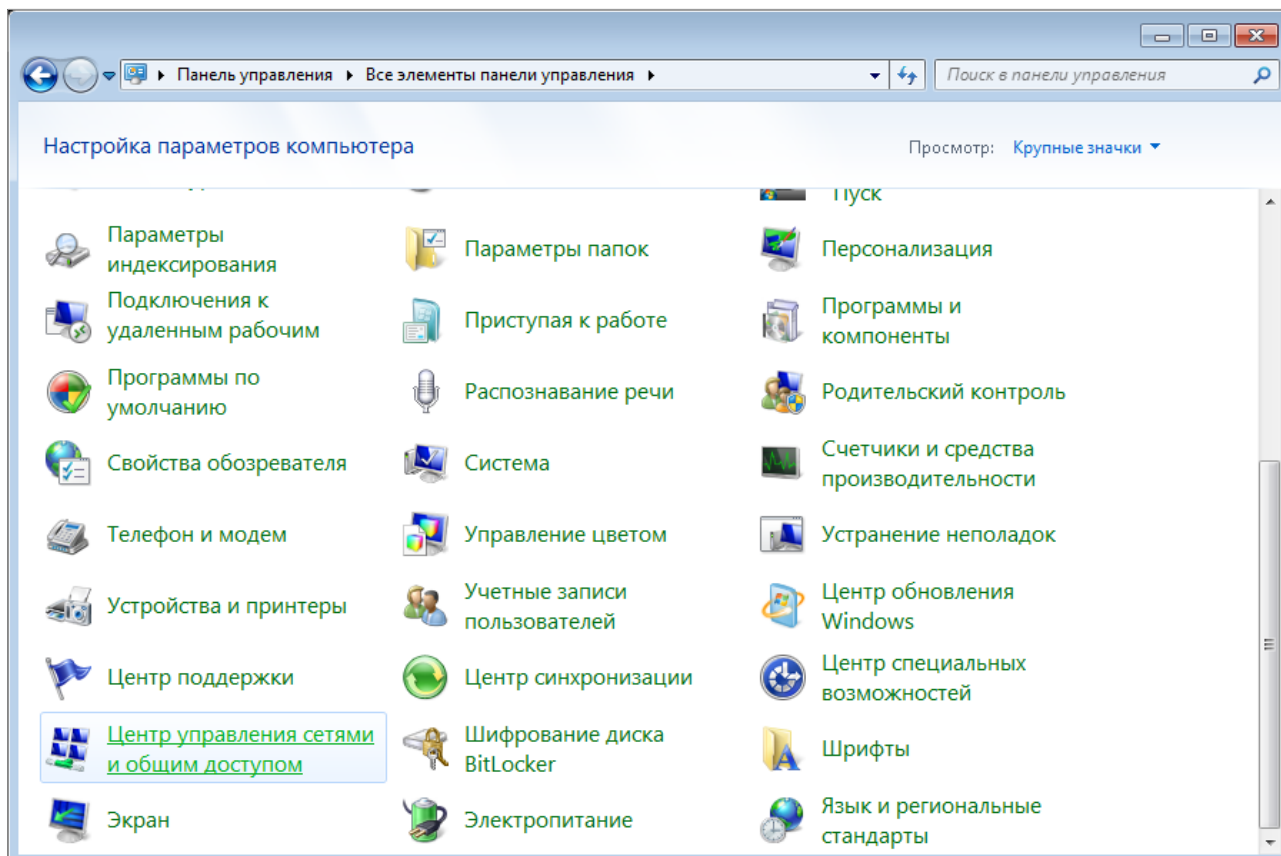 Панель управления
Все элементы панели управления
Поиск в панели управления
Настройка параметров компьютера
Просмотр: Крупные значки
Пуск
Параметры
индексирования
Параметры папок
Персонализация
Подключения к
удаленным рабочим
Приступая к работе
Программы и
компоненты
Программы по
умолчанию
Распознавание речи
Родительский контроль
Свойства обозревателя
Система
Счетчики и средства
производительности
Телефон и модем
Управление цветом
Устранение неполадок
Устройства и принтеры
Учетные записи
пользователей
Центр обновления
Windows
Центр поддержки
Центр синхронизации
Центр специальных
возможностей
Центр управления сетями
и общим доступом
Шифрование диска
BitLocker
Шрифты
Экран
Электропитание
Язык и региональные
стандарты